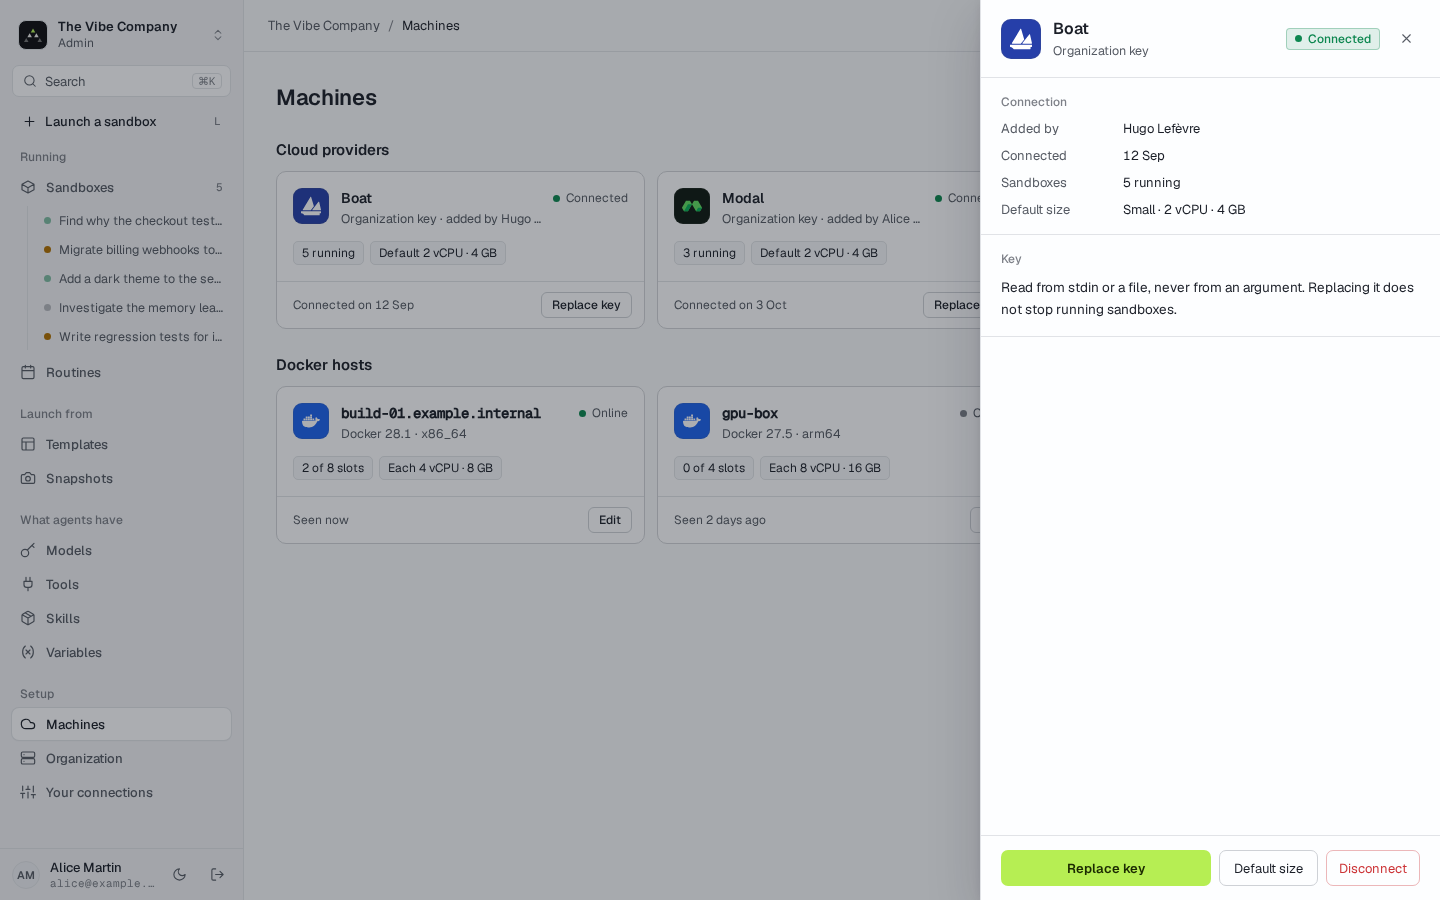 The Vibe Company
Admin
Search
⌘K
Launch a sandbox
L
Running
Sandboxes
5
Find why the checkout test…
Migrate billing webhooks to…
Add a dark theme to the se…
Investigate the memory lea…
Write regression tests for i…
Routines
Launch from
Templates
Snapshots
What agents have
Models
Tools
Skills
Variables
Setup
Machines
Organization
Your connections
AM
Alice Martin
alice@example.…
The Vibe Company / Machines
Machines
Cloud providers
Boat
Connected
Organization key · added by Hugo …
5 running
Default 2 vCPU · 4 GB
Connected on 12 Sep
Replace key
Modal
Organization key · added by Alice …
3 running
Default 2 vCPU · 4 GB
Connected on 3 Oct
Replace
Docker hosts
build-01.example.internal
Online
Docker 28.1 · x86_64
2 of 8 slots
Each 4 vCPU · 8 GB
Seen now
Edit
gpu-box
Docker 27.5 · arm64
0 of 4 slots
Each 8 vCPU · 16 GB
Seen 2 days ago
Boat
Organization key
Connected
Connection
Added by Hugo Lefèvre
Connected 12 Sep
Sandboxes 5 running
Default size Small · 2 vCPU · 4 GB
Key
Read from stdin or a file, never from an argument. Replacing it does
not stop running sandboxes.
Replace key
Default size
Disconnect